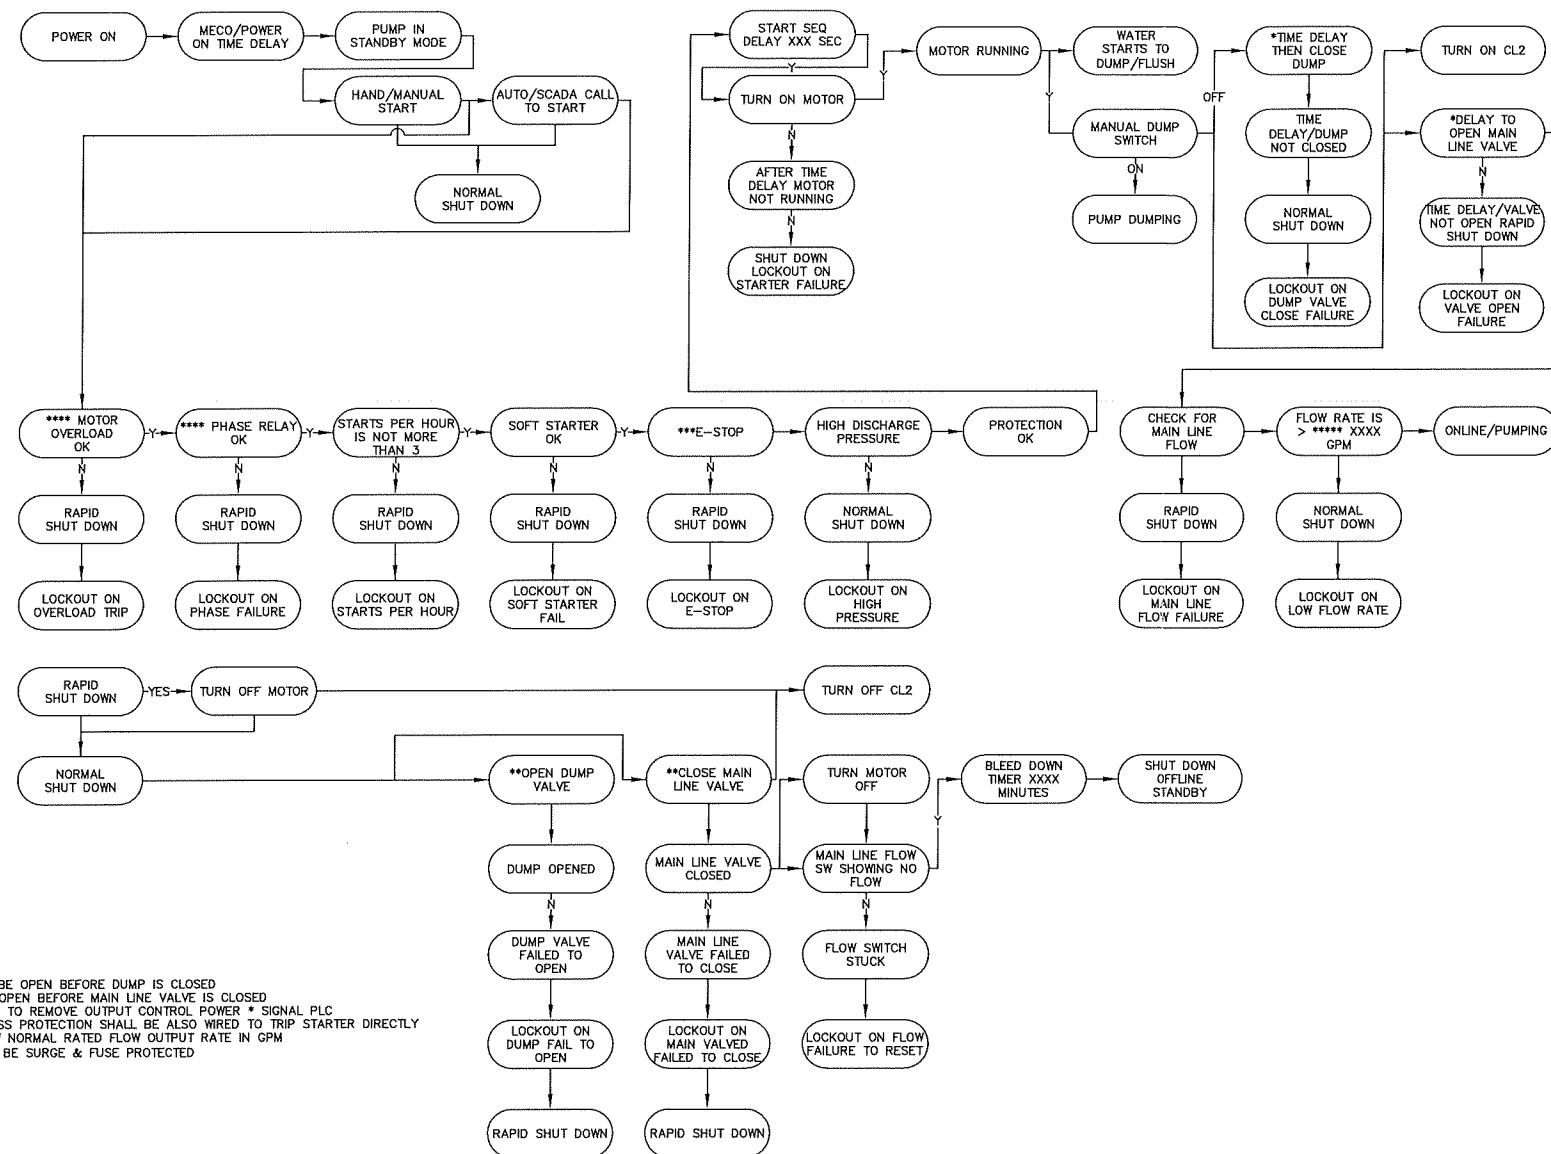 POWER ON
MECO/POWER
ON TIME DELAY
PUMP IN
STANDBY MODE
HAND/MANUAL
START
AUTO/SCADA CALL
TO START
NORMAL
SHUT DOWN
START SEQ
DELAY XXX SEC
Y
TURN ON MOTOR
Y
N
AFTER TIME
DELAY MOTOR
NOT RUNNING
N
SHUT DOWN
LOCKOUT ON
STARTER FAILURE
MOTOR RUNNING
Y
WATER
STARTS TO
DUMP/FLUSH
MANUAL DUMP
SWITCH
ON
PUMP DUMPING
OFF
*TIME DELAY
THEN CLOSE
DUMP
TIME
DELAY/DUMP
NOT CLOSED
NORMAL
SHUT DOWN
LOCKOUT ON
DUMP VALVE
CLOSE FAILURE
TURN ON CL2
*DELAY TO
OPEN MAIN
LINE VALVE
N
TIME DELAY/VALVE
NOT OPEN RAPID
SHUT DOWN
LOCKOUT ON
VALVE OPEN
FAILURE
**** MOTOR
OVERLOAD
OK
Y
N
RAPID
SHUT DOWN
LOCKOUT ON
OVERLOAD TRIP
**** PHASE RELAY
OK
Y
N
RAPID
SHUT DOWN
LOCKOUT ON
PHASE FAILURE
STARTS PER HOUR
IS NOT MORE
THAN 3
Y
N
RAPID
SHUT DOWN
LOCKOUT ON
STARTS PER HOUR
SOFT STARTER
OK
Y
N
RAPID
SHUT DOWN
LOCKOUT ON
SOFT STARTER
FAIL
***E-STOP
N
RAPID
SHUT DOWN
LOCKOUT ON
E-STOP
HIGH DISCHARGE
PRESSURE
N
NORMAL
SHUT DOWN
LOCKOUT ON
HIGH
PRESSURE
PROTECTION
OK
CHECK FOR
MAIN LINE
FLOW
RAPID
SHUT DOWN
LOCKOUT ON
MAIN LINE
FLOW FAILURE
FLOW RATE IS
> ***** XXXX
GPM
NORMAL
SHUT DOWN
LOCKOUT ON
LOW FLOW RATE
ONLINE/PUMPING
RAPID
SHUT DOWN
YES
TURN OFF MOTOR
TURN OFF CL2
NORMAL
SHUT DOWN
**OPEN DUMP
VALVE
DUMP OPENED
N
DUMP VALVE
FAILED TO
OPEN
LOCKOUT ON
DUMP FAIL TO
OPEN
RAPID SHUT DOWN
**CLOSE MAIN
LINE VALVE
MAIN LINE VALVE
CLOSED
N
MAIN LINE
VALVE FAILED
TO CLOSE
LOCKOUT ON
MAIN VALVED
FAILED TO CLOSE
RAPID SHUT DOWN
TURN MOTOR
OFF
MAIN LINE FLOW
SW SHOWING NO
FLOW
N
FLOW SWITCH
STUCK
LOCKOUT ON FLOW
FAILURE TO RESET
Y
BLEED DOWN
TIMER XXXX
MINUTES
SHUT DOWN
OFFLINE
STANDBY
BE OPEN BEFORE DUMP IS CLOSED
OPEN BEFORE MAIN LINE VALVE IS CLOSED
TO REMOVE OUTPUT CONTROL POWER * SIGNAL PLC
SS PROTECTION SHALL BE ALSO WIRED TO TRIP STARTER DIRECTLY
NORMAL RATED FLOW OUTPUT RATE IN GPM
BE SURGE & FUSE PROTECTED